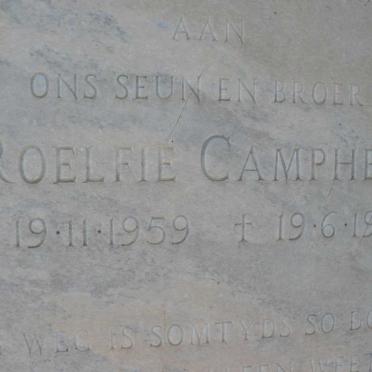 AAN
ONS SEUN EN BROER
ROELFIE CAMPHE
19·11·1959 + 19·6·19
WEG IS SOMTYDS SO